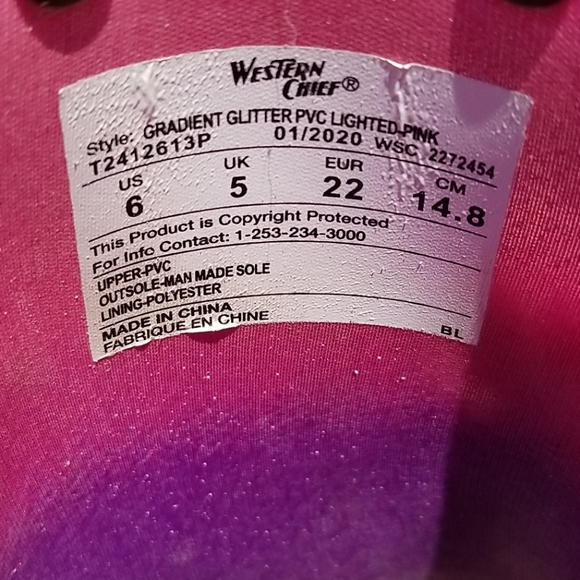 WESTERN
CHIEF®
Style: GRADIENT GLITTER PVC LIGHTED-PINK
T2412613P 01/2020 WSC 2272454
US UK EUR CM
6 5 22 14.8
This Product is Copyright Protected
For Info Contact: 1-253-234-3000
UPPER-PVC
OUTSOLE-MAN MADE SOLE
LINING-POLYESTER
MADE IN CHINA
FABRIQUE EN CHINE BL